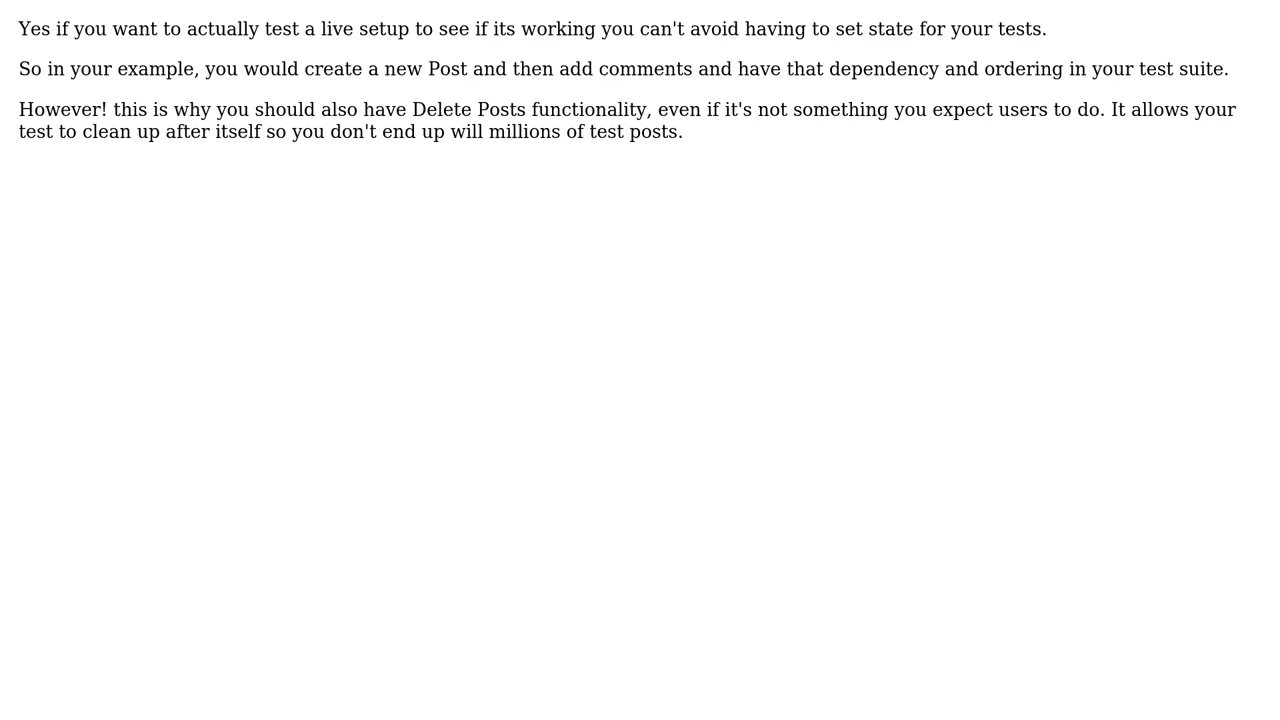 Yes if you want to actually test a live setup to see if its working you can't avoid having to set state for your tests.
So in your example, you would create a new Post and then add comments and have that dependency and ordering in your test suite.
However! this is why you should also have Delete Posts functionality, even if it's not something you expect users to do. It allows your
test to clean up after itself so you don't end up will millions of test posts.